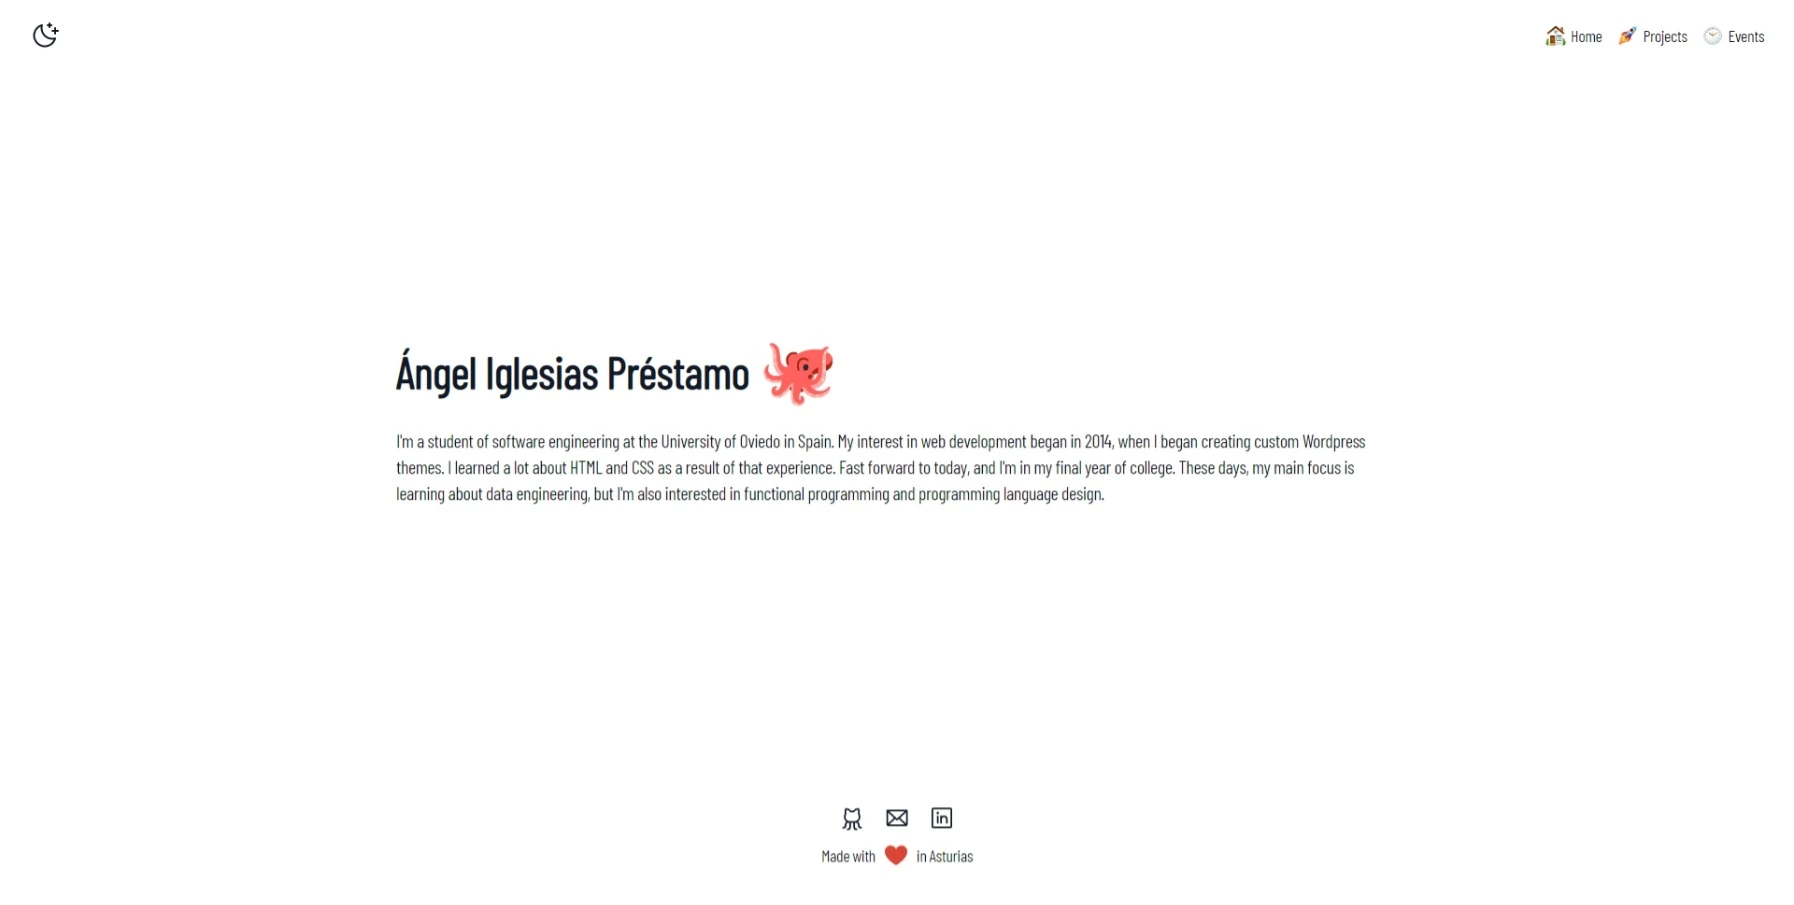 Home Projects Events
Ángel Iglesias Préstamo
I'm a student of software engineering at the University of Oviedo in Spain. My interest in web development began in 2014, when I began creating custom Wordpress
themes. I learned a lot about HTML and CSS as a result of that experience. Fast forward to today, and I'm in my final year of college. These days, my main focus is
learning about data engineering, but I'm also interested in functional programming and programming language design.
in
Made with in Asturias